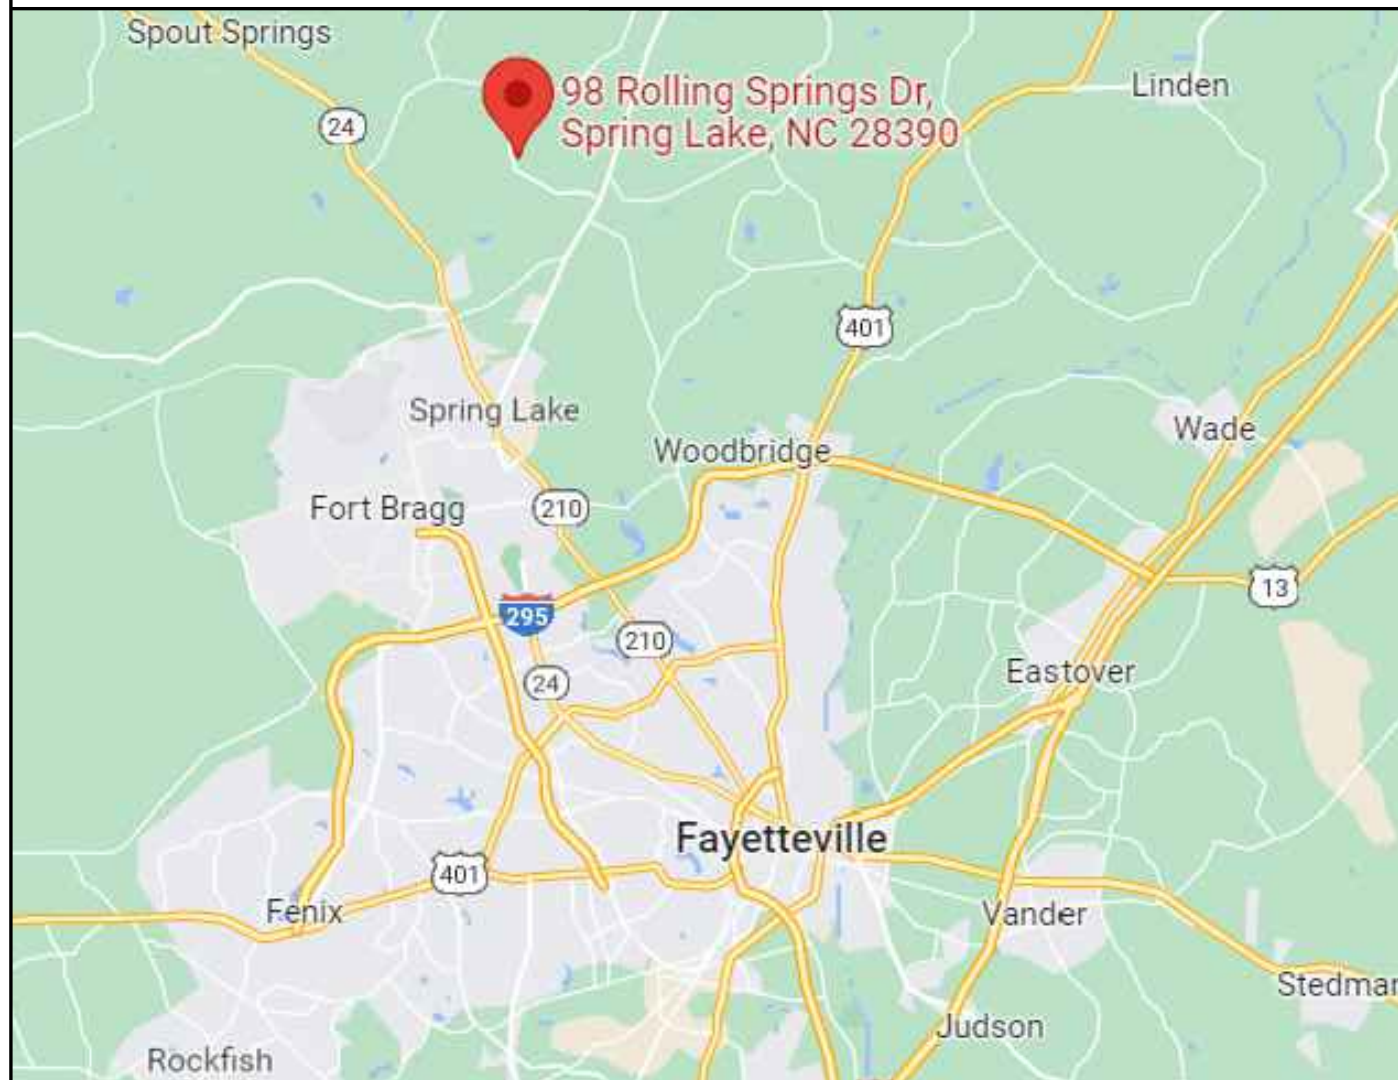 Spout Springs
98 Rolling Springs Dr,
Spring Lake, NC 28390
Linden
24
401
Spring Lake
Woodbridge
Wade
Fort Bragg
210
13
295
210
Eastover
24
Fayetteville
401
Fenix
Vander
Stedmar
Judson
Rockfish